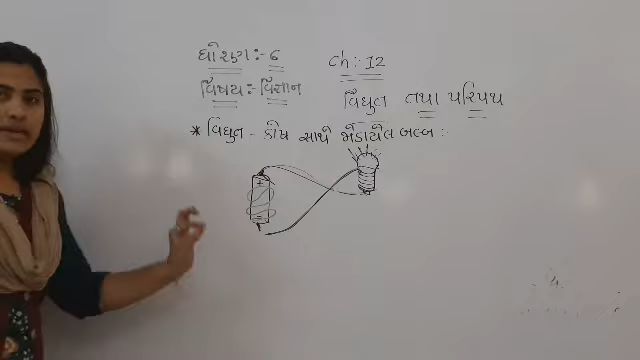 ધોરણ :- 6
Ch : 12
વિષય :- વિજ્ઞાન
વિદ્યુત તથા પરિપથ
* વિદ્યુત - કોષ સાથે જોડાયેલ બલ્બ :-
+